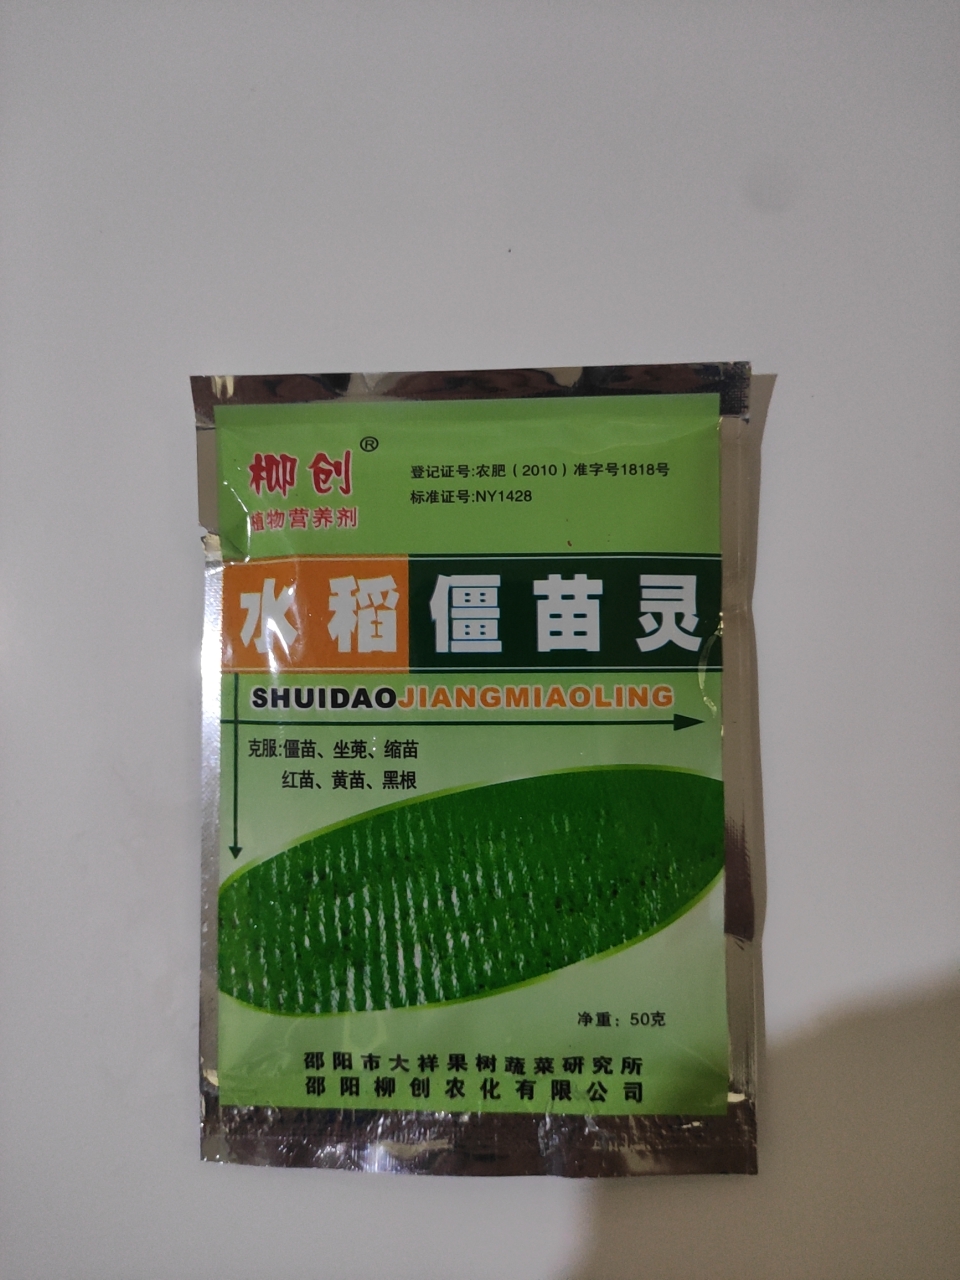 柳创®
植物营养剂
登记证号:农肥（2010）准字号1818号
标准证号:NY1428
水稻僵苗灵
SHUIDAOJIANGMIAOLING
克服:僵苗、坐蔸、缩苗
红苗、黄苗、黑根
净重：50克
邵阳市大祥果树蔬菜研究所
邵阳柳创农化有限公司